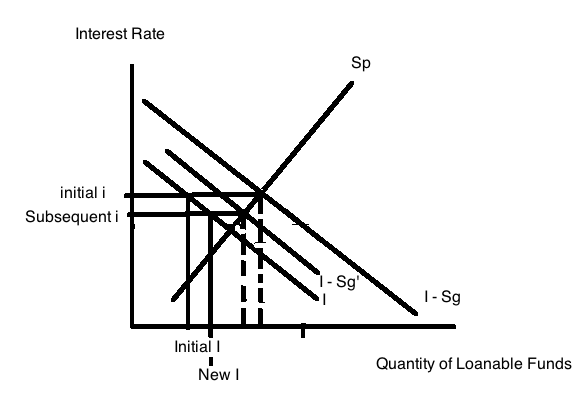 Interest Rate
Sp
initial i
Subsequent i
I - Sg'
I
I - Sg
Initial I
New I
Quantity of Loanable Funds